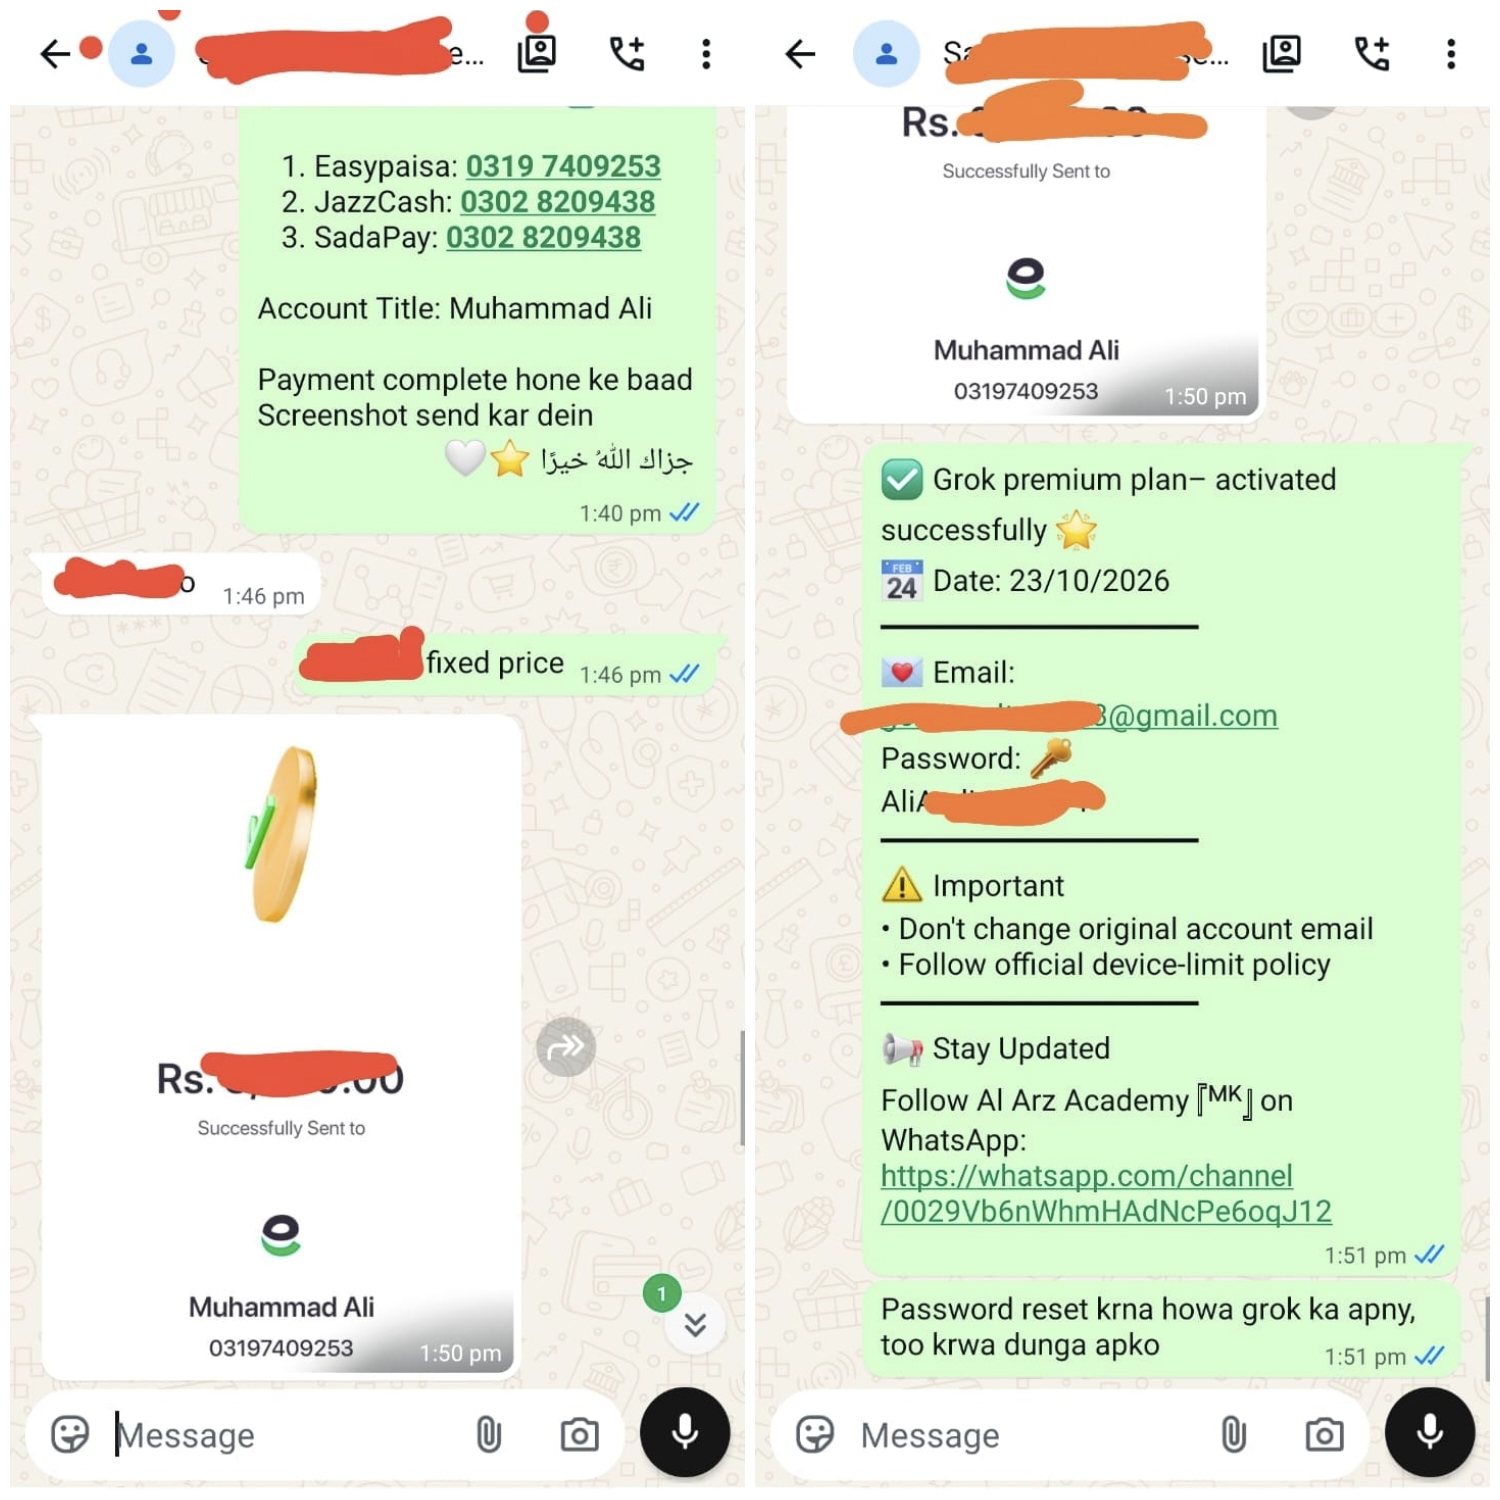 1. Easypaisa: 0319 7409253
2. JazzCash: 0302 8209438
3. SadaPay: 0302 8209438
Account Title: Muhammad Ali
Payment complete hone ke baad
Screenshot send kar dein
جزاك اللهُ خيرًا ⭐🤍
1:40 pm
1:46 pm
fixed price 1:46 pm
Rs.
Successfully Sent to
Muhammad Ali
03197409253
1:50 pm
1
Message
Rs.
Successfully Sent to
Muhammad Ali
03197409253
1:50 pm
✅ Grok premium plan– activated
successfully 🌟
📅 Date: 23/10/2026
💌 Email:
3@gmail.com
Password: 🔑
Ali
⚠️ Important
• Don't change original account email
• Follow official device-limit policy
📢 Stay Updated
Follow Al Arz Academy『ᴹᴷ』on
WhatsApp:
https://whatsapp.com/channel
/0029Vb6nWhmHAdNcPe6oqJ12
1:51 pm
Password reset krna howa grok ka apny,
too krwa dunga apko
1:51 pm
Message